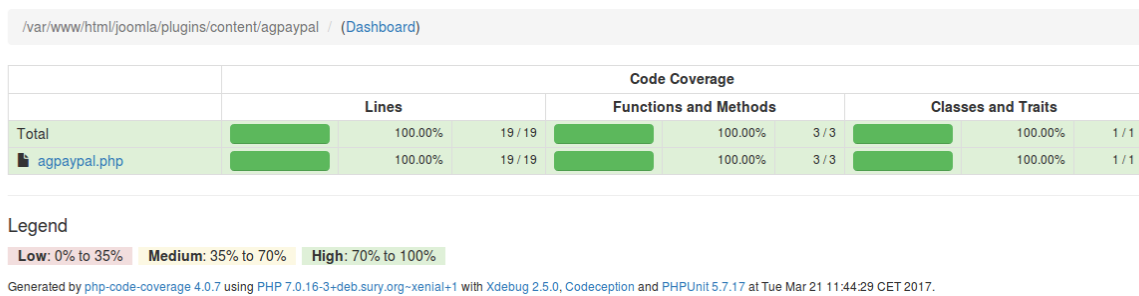 /var/www/html/joomla/plugins/content/agpaypal / (Dashboard)
Code Coverage
Lines Functions and Methods Classes and Traits
Total 100.00% 19 / 19 100.00% 3 / 3 100.00% 1 / 1
agpaypal.php 100.00% 19 / 19 100.00% 3 / 3 100.00% 1 / 1
Legend
Low: 0% to 35% Medium: 35% to 70% High: 70% to 100%
Generated by php-code-coverage 4.0.7 using PHP 7.0.16-3+deb.sury.org~xenial+1 with Xdebug 2.5.0, Codeception and PHPUnit 5.7.17 at Tue Mar 21 11:44:29 CET 2017.